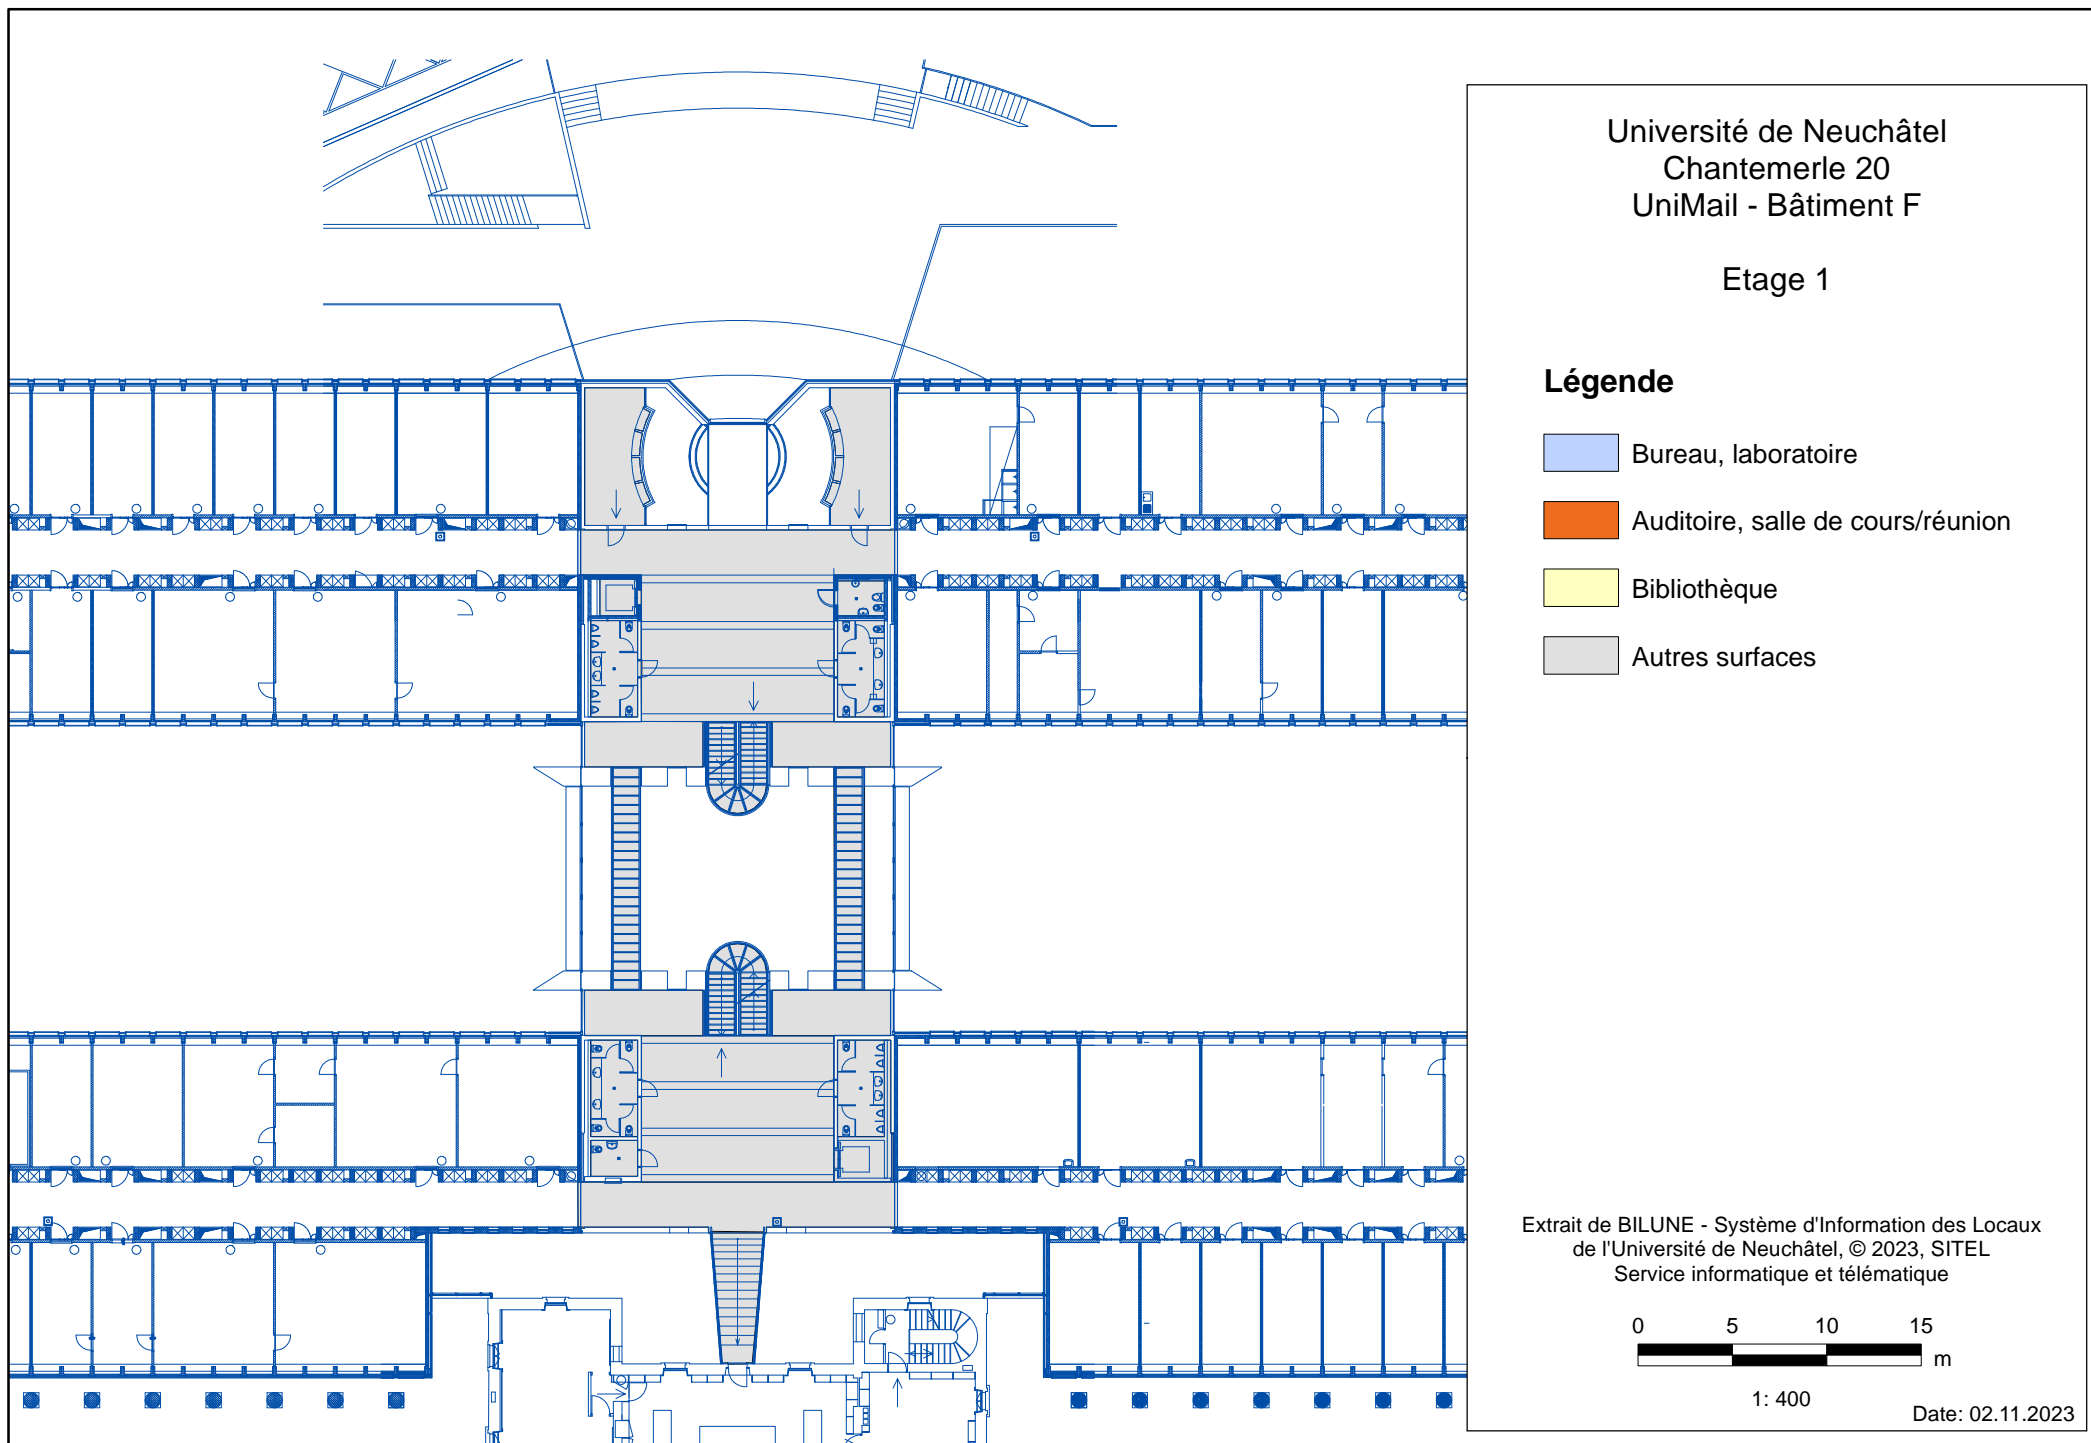 Université de Neuchâtel
Chantemerle 20
UniMail - Bâtiment F
Etage 1
Légende
Bureau, laboratoire
Auditoire, salle de cours/réunion
Bibliothèque
Autres surfaces
Extrait de BILUNE - Système d'Information des Locaux
de l'Université de Neuchâtel, © 2023, SITEL
Service informatique et télématique
0 5 10 15
m
1: 400
Date: 02.11.2023